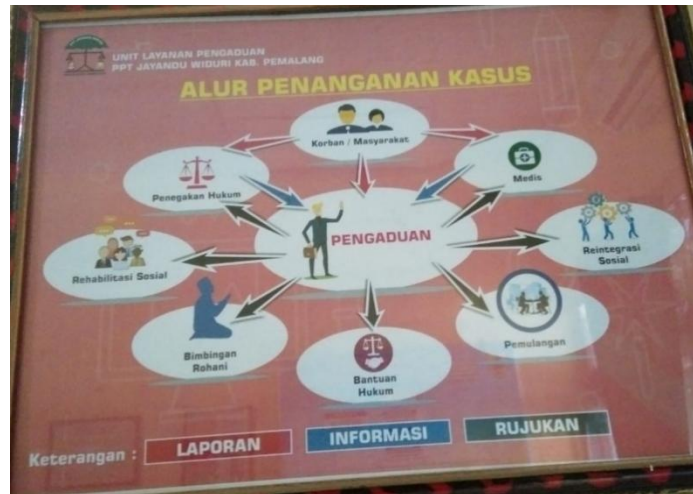 UNIT LAYANAN PENGADUAN
PPT JAYANDU WIDURI KAB. PEMALANG
ALUR PENANGANAN KASUS
Korban / Masyarakat
Penegakan Hukum
Medis
PENGADUAN
Rehabilitasi Sosial
Reintegrasi
Sosial
Bimbingan
Rohani
Pemulangan
Bantuan
Hukum
Keterangan :
LAPORAN
INFORMASI
RUJUKAN